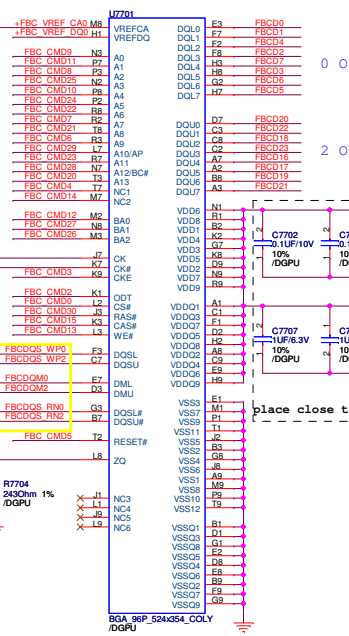 U7701
+FBC_VREF_CA0 M8 VREFCA DQL0 E3 FBCD0
+FBC_VREF_DQ0 H1 VREFDQ DQL1 F7 FBCD1
DQL2 F2 FBCD4
FBC_CMD9 N3 A0 DQL3 F8 FBCD2
FBC_CMD11 P7 A1 DQL4 H3 FBCD7
FBC_CMD8 P3 A2 DQL5 H8 FBCD3
FBC_CMD25 N2 A3 DQL6 G2 FBCD6
FBC_CMD10 P8 A4 DQL7 H7 FBCD5
FBC_CMD24 P2 A5
FBC_CMD22 R8 A6
FBC_CMD7 R2 A7 DQU0 D7 FBCD20
FBC_CMD21 T8 A8 DQU1 C3 FBCD22
FBC_CMD6 R3 A9 DQU2 C8 FBCD18
FBC_CMD29 L7 A10/AP DQU3 C2 FBCD23
FBC_CMD23 R7 A11 DQU4 A7 FBCD16
FBC_CMD28 N7 A12/BC# DQU5 A2 FBCD17
FBC_CMD20 T3 A13 DQU6 B8 FBCD19
FBC_CMD4 T7 NC1 DQU7 A3 FBCD21
FBC_CMD14 M7 NC2
0 O
2 O
FBC_CMD12 M2 BA0
FBC_CMD27 N8 BA1
FBC_CMD26 M3 BA2
J7 CK
K7 CK#
FBC_CMD3 K9 CKE
FBC_CMD2 K1 ODT
FBC_CMD0 L2 CS#
FBC_CMD30 J3 RAS#
FBC_CMD15 K3 CAS#
FBC_CMD13 L3 WE#
FBCDQS_WP0 F3 DQSL
FBCDQS_WP2 C7 DQSU
FBCDQM0 E7 DML
FBCDQM2 D3 DMU
FBCDQS_RN0 G3 DQSL#
FBCDQS_RN2 B7 DQSU#
FBC_CMD5 T2 RESET#
L8 ZQ
J1 NC3
L1 NC4
J9 NC5
L9 NC6
R7704
243Ohm 1%
/DGPU
VDD6 N1
VDD8 R1
VDD1 B2
VDD4 K2
VDD3 G7
VDD5 K8
VDD2 D9
VDD7 N9
VDD9 R9
VDDQ1 A1
VDDQ3 C1
VDDQ7 F1
VDDQ5 D2
VDDQ8 H2
VDDQ2 A8
VDDQ4 C9
VDDQ6 E9
VDDQ9 H9
VSS3 E1
VSS7 M1
VSS9 P1
VSS11 T1
VSS5 J2
VSS2 B3
VSS4 G8
VSS6 J8
VSS1 A9
VSS8 M9
VSS10 P9
VSS12 T9
VSSQ1 B1
VSSQ3 D1
VSSQ8 G1
VSSQ5 E2
VSSQ4 D8
VSSQ6 E8
VSSQ2 B9
VSSQ7 F9
VSSQ9 G9
2
1
C7702
0.1UF/10V
10%
/DGPU
2
1
C7707
1UF/6.3V
10%
/DGPU
place close t
BGA_96P_524x354_COLY
/DGPU